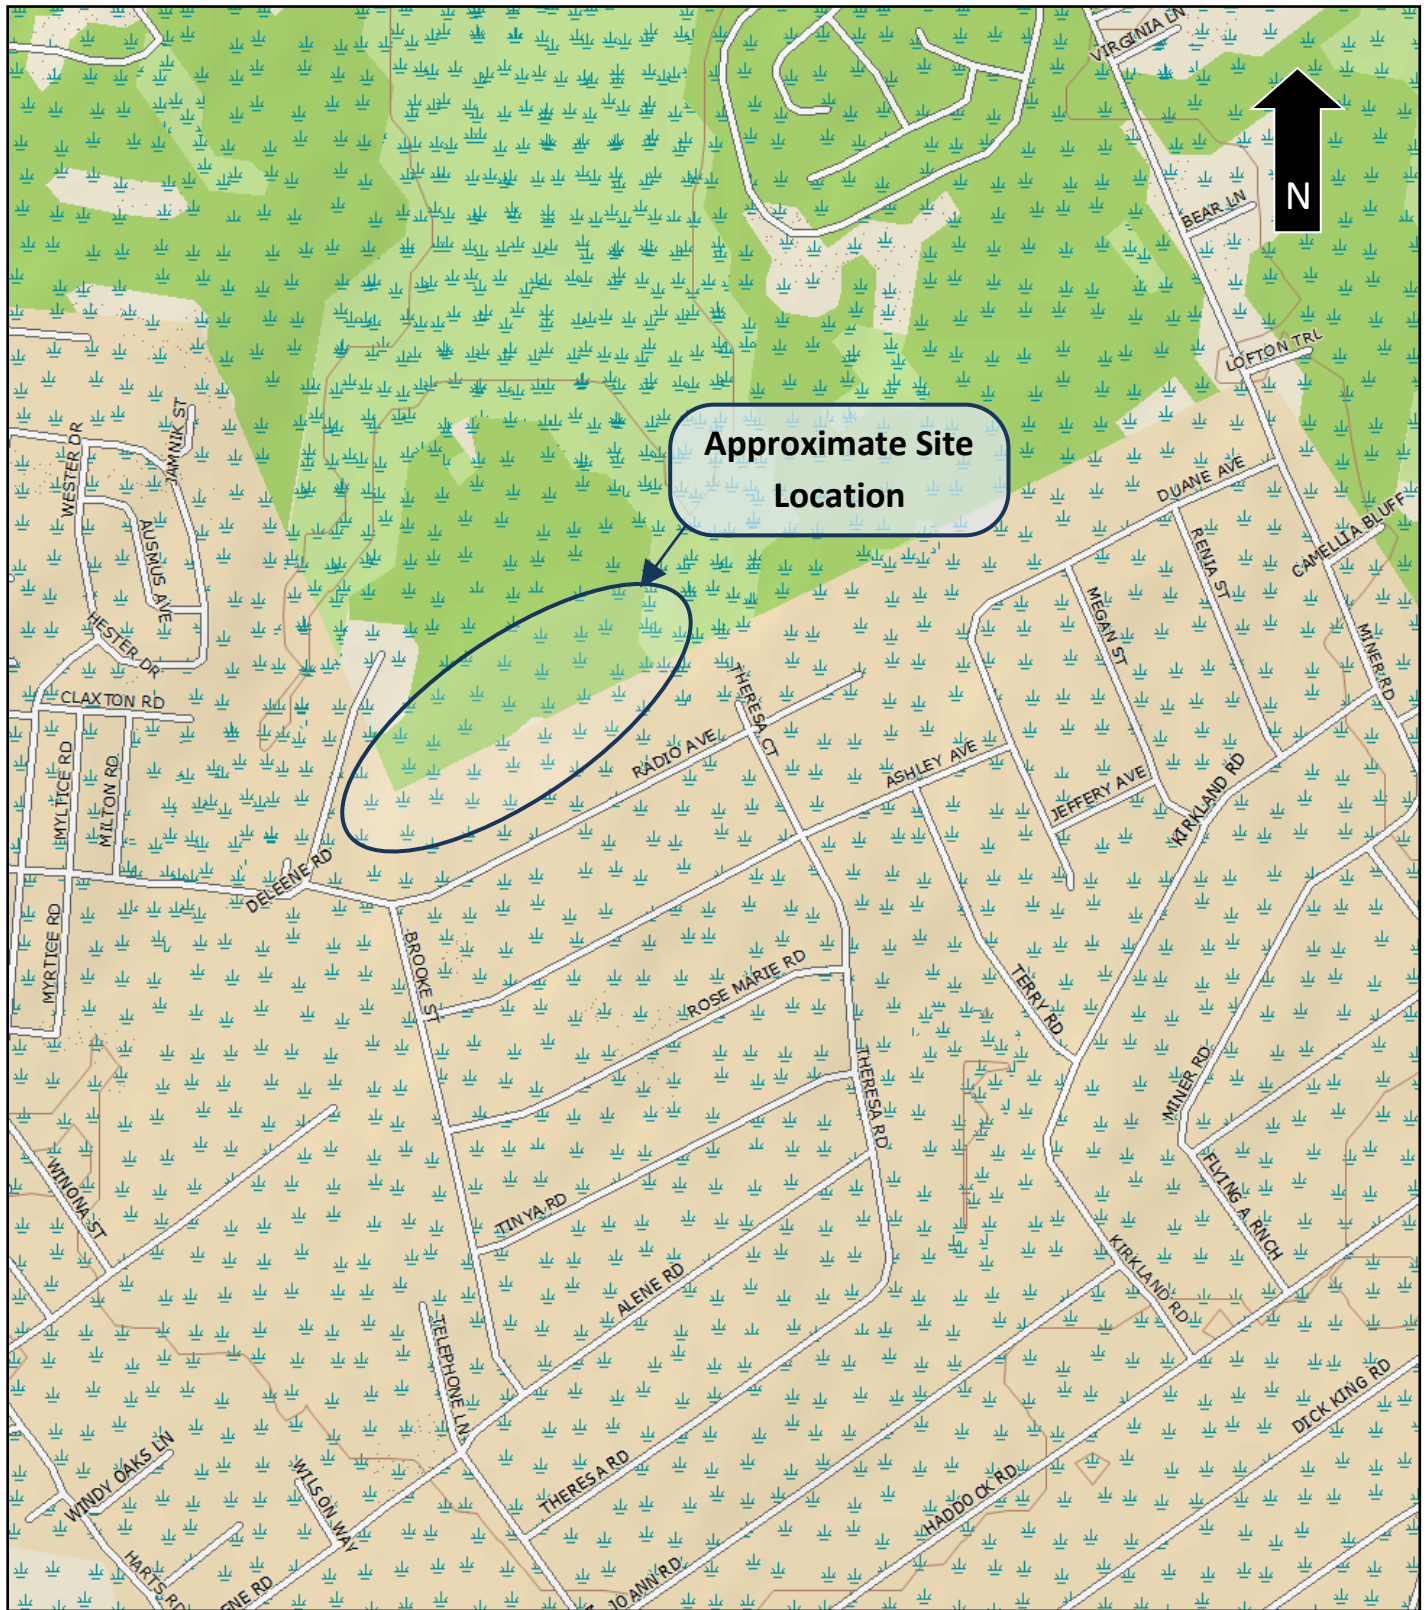 VIRGINIA LN
N
BEAR LN
LOFTON TRL
JAMNIK ST
WESTER DR
Approximate Site
Location
DUANE AVE
RENIA ST
CAMELLIA BLUFF
AUSMUS AVE
MEGAN ST
HESTER DR
MINER RD
THERESA CT
CLAXTON RD
RADIO AVE
ASHLEY AVE
MYLTICE RD
MILTON RD
JEFFERY AVE
KIRKLAND RD
DELEENE RD
MYRTICE RD
BROOKE ST
ROSE MARIE RD
TERRY RD
THERESA RD
MINER RD
WINONA ST
TINYA RD
FLYING A RNCH
ALENE RD
KIRKLAND RD
TELEPHONE LN
DICK KING RD
WINDY OAKS LN
WILSON WAY
THERESA RD
HADDOCK RD
HARTS RD
ENE RD
JO ANN RD